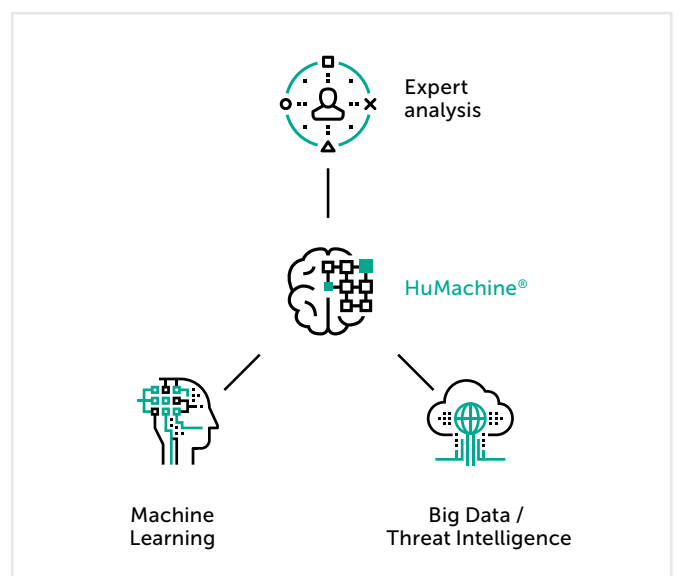 Expert
analysis
HuMachine®
Machine
Learning
Big Data /
Threat Intelligence